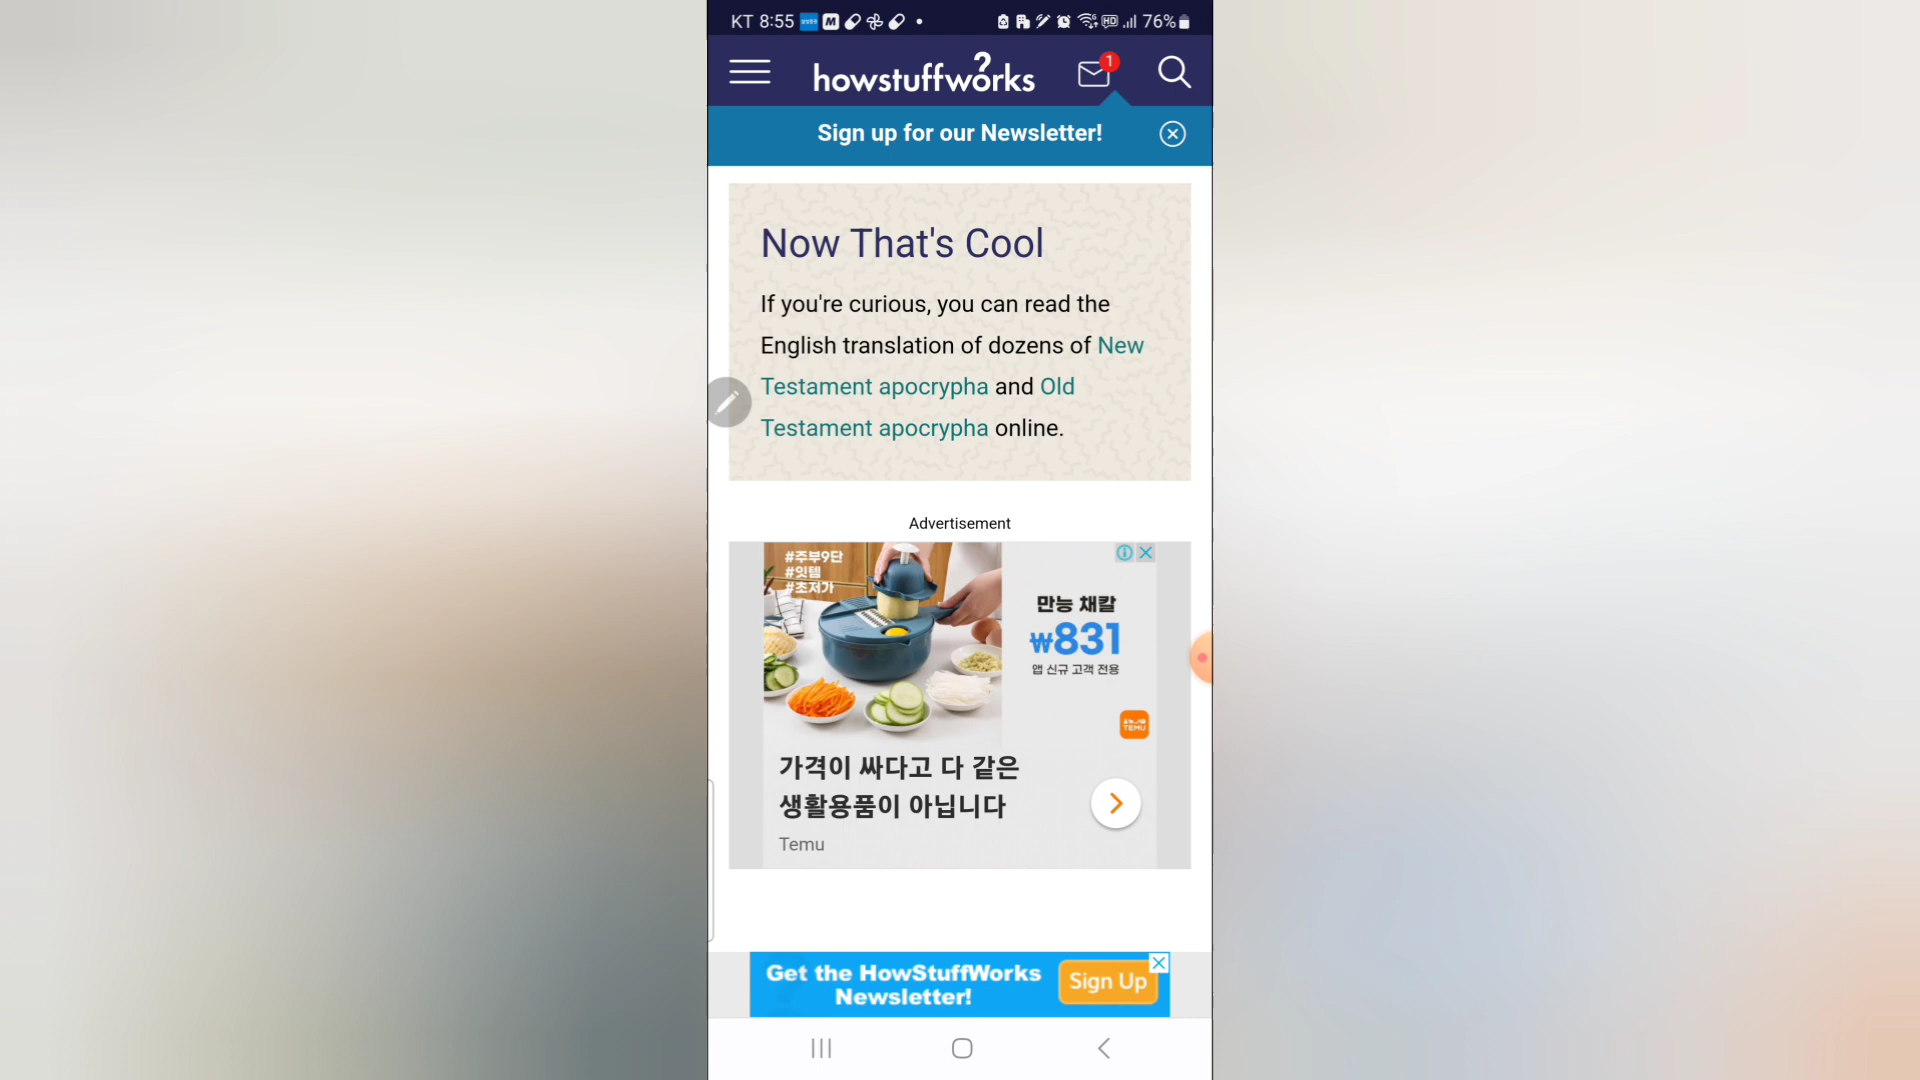 KT 8:55
HD 76%
howstuffworks
1
Sign up for our Newsletter!
Now That's Cool
If you're curious, you can read the
English translation of dozens of New
Testament apocrypha and Old
Testament apocrypha online.
Advertisement
#주부9단
#잇템
#초저가
만능 채칼
₩831
앱 신규 고객 전용
TEMU
가격이 싸다고 다 같은
생활용품이 아닙니다
Temu
Get the HowStuffWorks
Newsletter!
Sign Up